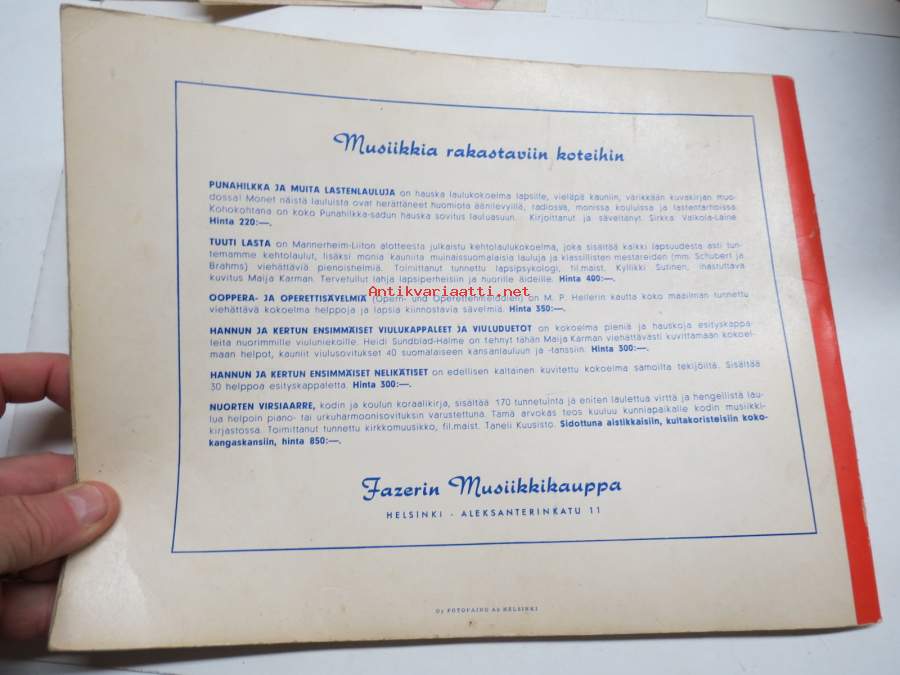 Musiikkia rakastaviin koteihin
PUNAHILKKA JA MUITA LASTENLAULUJA on hauska laulukokoelma lapsille, vieläpä kauniin, värikkään kuvakirjan muo-
dossa! Monet näistä lauluista ovat herättäneet huomiota äänilevyillä, radiossa, monissa kouluissa ja lastentarhoissa.
Kohokohtana on koko Punahilkka-sadun hauska sovitus lauluasuun. Kirjoittanut ja säveltänyt Sirkka Valkola-Laine
Hinta 220:—.
TUUTI LASTA on Mannerheim-Liiton alotteesta julkaistu kehtolaulukokoelma, joka sisältää kaikki lapsuudesta asti tun-
temamme kehtolaulut, lisäksi monia kauniita muinaissuomalaisia lauluja ja klassillisten mestareiden (mm. Schubert ja
Brahms) viehättäviä pienoishelmiä. Toimittanut tunnettu lapsipsykologi, fil.maist. Kyllikki Sutinen, ihastuttava
kuvitus Maija Karman. Tervetullut lahja lapsiperheisiin ja nuorille äideille. Hinta 400:—.
Antikvariaatti.net
OOPPERA- JA OPERETTISÄVELMIÄ (Opern- und Operettenmelodien) on M. P. Hellerin kautta koko maailman tunnettu
viehättävä kokoelma helppoja ja lapsia kiinnostavia sävelmiä. Hinta 350:—.
HANNUN JA KERTUN ENSIMMÄISET VIULUKAPPALEET JA VIULUDUETOT on kokoelma pieniä ja hauskoja esityskappa-
leita nuorimmille viuluniekoille. Heidi Sundblad-Halme on tehnyt tähän Maija Karman viehättävästi kuvittamaan kokoel-
maan helpot, kauniit viulusovitukset 40 suomalaiseen kansanlauluun ja -tanssiin. Hinta 300:—.
HANNUN JA KERTUN ENSIMMÄISET NELIKÄTISET on edellisen kaltainen kuvitettu kokoelma samoilta tekijöiltä. Sisältää
30 helppoa esityskappaletta. Hinta 300:—.
NUORTEN VIRSIAARRE, kodin ja koulun koraalikirja, sisältää 170 tunnetuinta ja eniten laulettua virttä ja hengellistä lau-
lua helpoin piano- tai urkuharmoonisovituksin varustettuna. Tämä arvokas teos kuuluu kunniapaikalle kodin musiikki-
kirjastossa. Toimittanut tunnettu kirkkomuusikko, fil.maist. Taneli Kuusisto. Sidottuna aistikkaisiin, kultakoristeisiin koko-
kangaskansiin, hinta 850:—.
Fazerin Musiikkikauppa
HELSINKI - ALEKSANTERINKATU 11
Oy FOTOPAINO AB HELSINKI